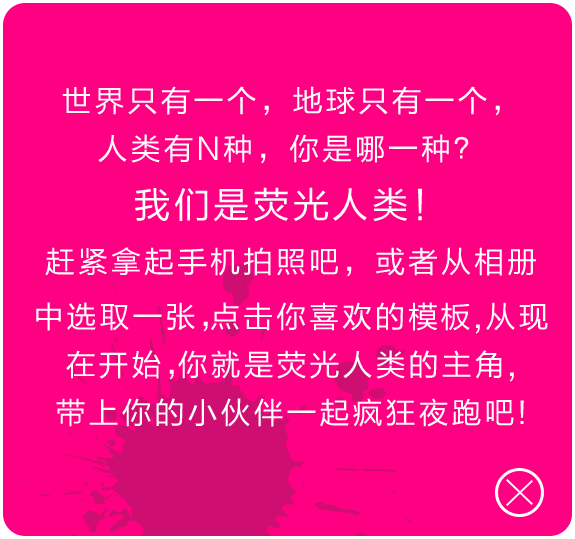 世界只有一个，地球只有一个，
人类有N种，你是哪一种？
我们是荧光人类！
赶紧拿起手机拍照吧，或者从相册
中选取一张,点击你喜欢的模板,从现
在开始,你就是荧光人类的主角,
带上你的小伙伴一起疯狂夜跑吧!